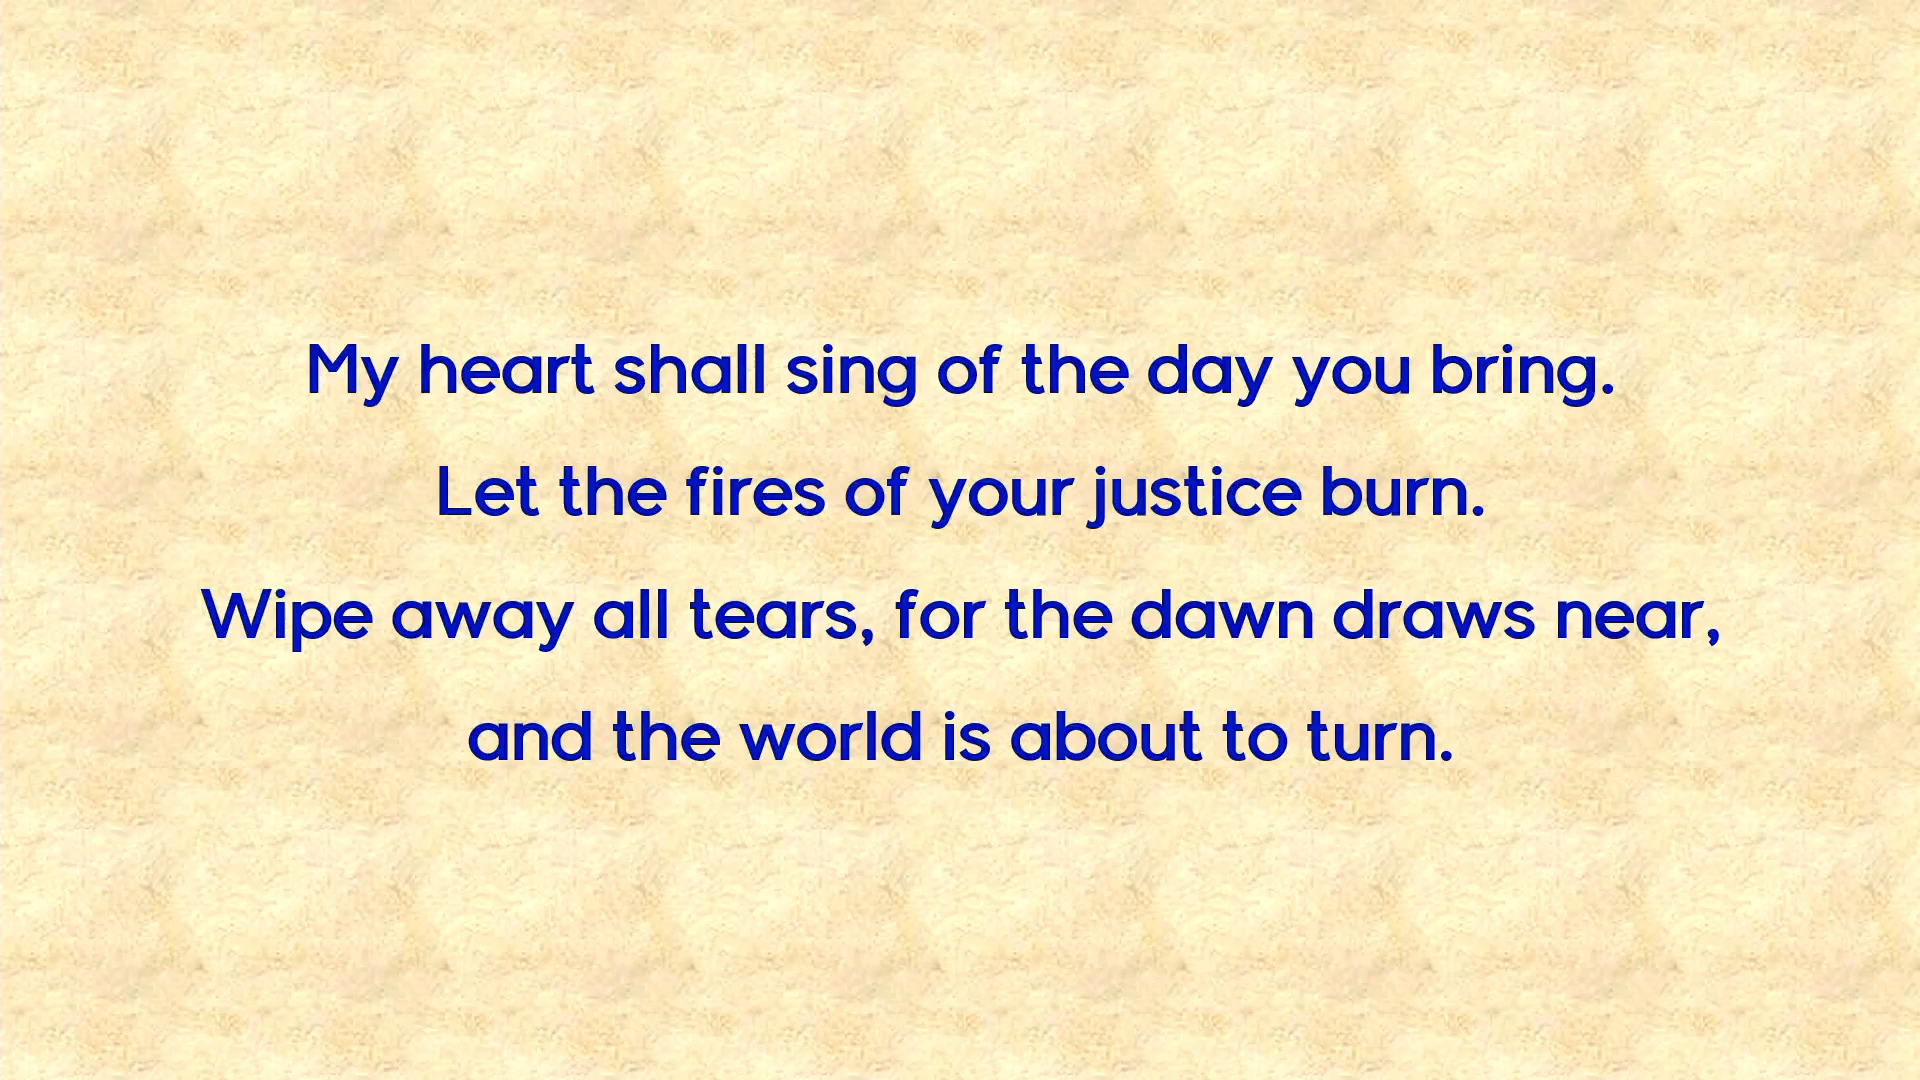 My heart shall sing of the day you bring.
Let the fires of your justice burn.
Wipe away all tears, for the dawn draws near,
and the world is about to turn.